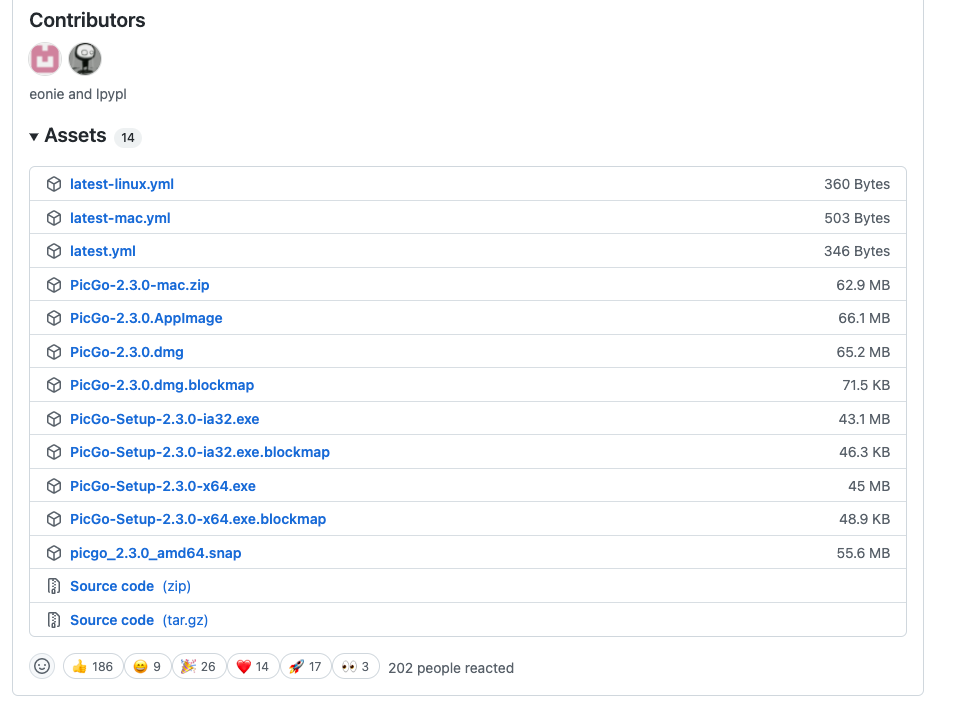 Contributors
eonie and lpypl
Assets 14
latest-linux.yml 360 Bytes
latest-mac.yml 503 Bytes
latest.yml 346 Bytes
PicGo-2.3.0-mac.zip 62.9 MB
PicGo-2.3.0.AppImage 66.1 MB
PicGo-2.3.0.dmg 65.2 MB
PicGo-2.3.0.dmg.blockmap 71.5 KB
PicGo-Setup-2.3.0-ia32.exe 43.1 MB
PicGo-Setup-2.3.0-ia32.exe.blockmap 46.3 KB
PicGo-Setup-2.3.0-x64.exe 45 MB
PicGo-Setup-2.3.0-x64.exe.blockmap 48.9 KB
picgo_2.3.0_amd64.snap 55.6 MB
Source code (zip)
Source code (tar.gz)
👍 186 😄 9 🎉 26 ❤️ 14 🚀 17 👀 3 202 people reacted